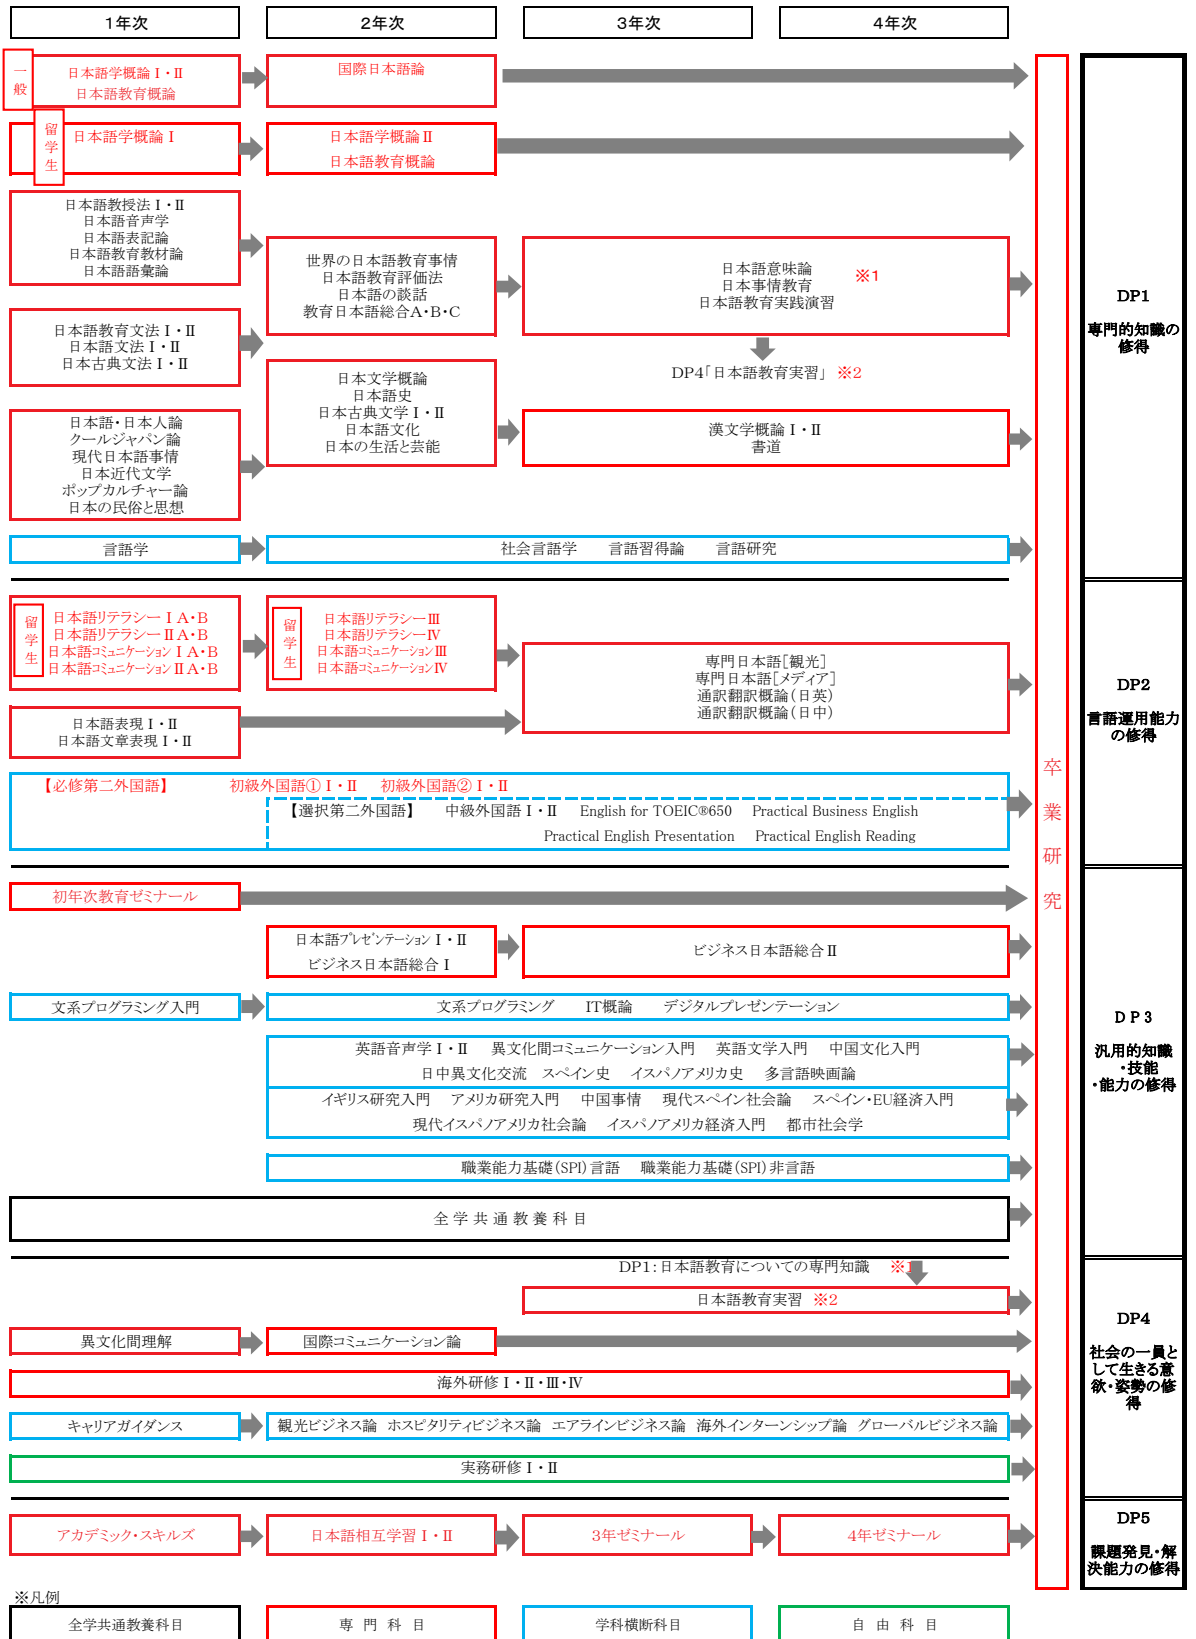 1年次
2年次
3年次
4年次
一般
日本語学概論Ⅰ・Ⅱ
日本語教育概論
国際日本語論
留学生
日本語学概論Ⅰ
日本語学概論Ⅱ
日本語教育概論
日本語教授法Ⅰ・Ⅱ
日本語音声学
日本語表記論
日本語教育教材論
日本語語彙論
世界の日本語教育事情
日本語教育評価法
日本語の談話
教育日本語総合A・B・C
日本語意味論
日本事情教育
日本語教育実践演習
※1
日本語教育文法Ⅰ・Ⅱ
日本語文法Ⅰ・Ⅱ
日本古典文法Ⅰ・Ⅱ
DP4「日本語教育実習」 ※2
日本文学概論
日本語史
日本古典文学Ⅰ・Ⅱ
日本語文化
日本の生活と芸能
漢文学概論Ⅰ・Ⅱ
書道
日本語・日本人論
クールジャパン論
現代日本語事情
日本近代文学
ポップカルチャー論
日本の民俗と思想
言語学
社会言語学 言語習得論 言語研究
DP1
専門的知識の
修得
留学生
日本語リテラシーⅠA・B
日本語リテラシーⅡA・B
日本語コミュニケーションⅠA・B
日本語コミュニケーションⅡA・B
留学生
日本語リテラシーⅢ
日本語リテラシーⅣ
日本語コミュニケーションⅢ
日本語コミュニケーションⅣ
専門日本語[観光]
専門日本語[メディア]
通訳翻訳概論(日英)
通訳翻訳概論(日中)
日本語表現Ⅰ・Ⅱ
日本語文章表現Ⅰ・Ⅱ
【必修第二外国語】 初級外国語①Ⅰ・Ⅱ 初級外国語②Ⅰ・Ⅱ
【選択第二外国語】 中級外国語Ⅰ・Ⅱ English for TOEIC®650 Practical Business English
Practical English Presentation Practical English Reading
DP2
言語運用能力
の修得
卒業研究
初年次教育ゼミナール
日本語プレゼンテーションⅠ・Ⅱ
ビジネス日本語総合Ⅰ
ビジネス日本語総合Ⅱ
文系プログラミング入門
文系プログラミング IT概論 デジタルプレゼンテーション
英語音声学Ⅰ・Ⅱ 異文化間コミュニケーション入門 英語文学入門 中国文化入門
日中異文化交流 スペイン史 イスパノアメリカ史 多言語映画論
イギリス研究入門 アメリカ研究入門 中国事情 現代スペイン社会論 スペイン・EU経済入門
現代イスパノアメリカ社会論 イスパノアメリカ経済入門 都市社会学
職業能力基礎(SPI)言語 職業能力基礎(SPI)非言語
全学共通教養科目
DP3
汎用的知識
・技能
・能力の修得
DP1:日本語教育についての専門知識 ※1
日本語教育実習 ※2
異文化間理解
国際コミュニケーション論
海外研修Ⅰ・Ⅱ・Ⅲ・Ⅳ
キャリアガイダンス
観光ビジネス論 ホスピタリティビジネス論 エアラインビジネス論 海外インターンシップ論 グローバルビジネス論
実務研修Ⅰ・Ⅱ
DP4
社会の一員と
して生きる意
欲・姿勢の修
得
アカデミック・スキルズ
日本語相互学習Ⅰ・Ⅱ
3年ゼミナール
4年ゼミナール
DP5
課題発見・解
決能力の修得
※凡例
全学共通教養科目
専門科目
学科横断科目
自由科目